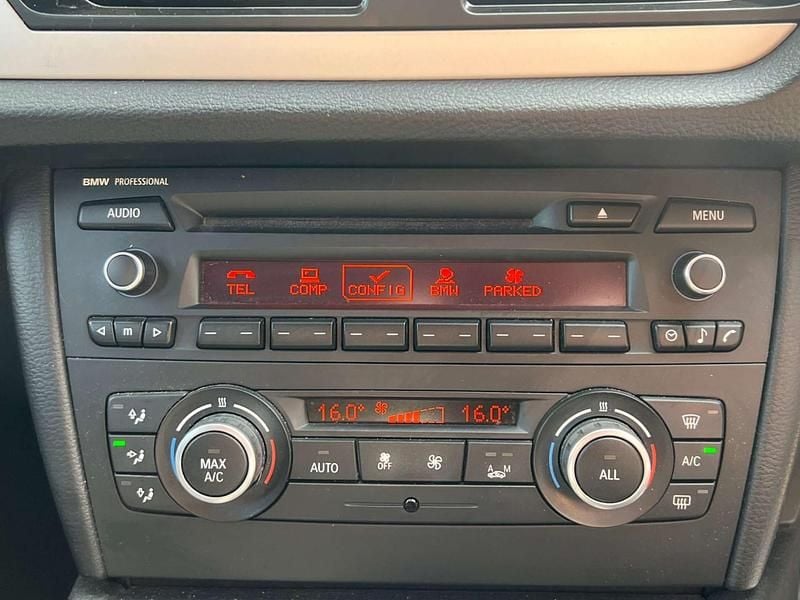 BMW PROFESSIONAL
AUDIO
MENU
TEL COMP CONFIG BMW PARKED
m
16.0° 16.0°
MAX A/C
AUTO
OFF
A M
ALL
A/C